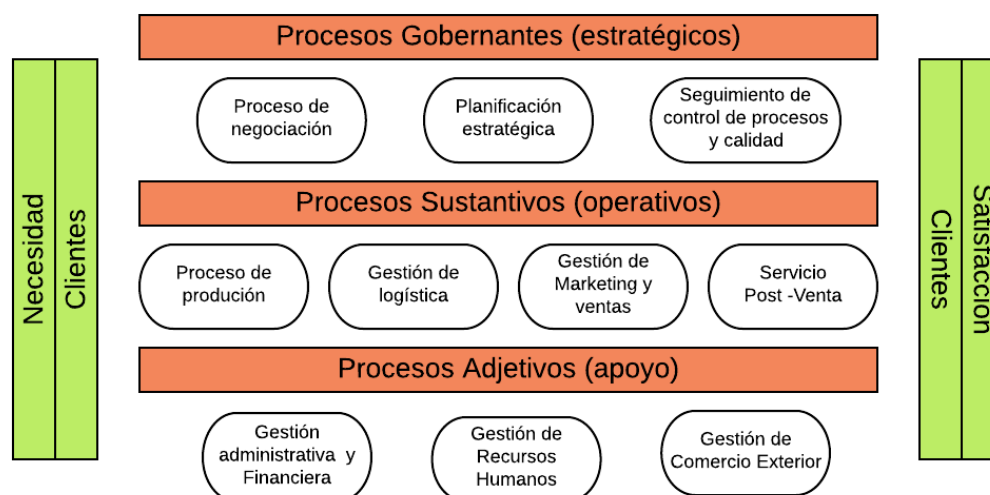 Procesos Gobernantes (estratégicos)
Proceso de
negociación
Planificación
estratégica
Seguimiento de
control de procesos
y calidad
Necesidad
Clientes
Procesos Sustantivos (operativos)
Proceso de
produción
Gestión de
logística
Gestión de
Marketing y
ventas
Servicio
Post -Venta
Clientes
Satisfaccion
Procesos Adjetivos (apoyo)
Gestión
administrativa y
Financiera
Gestión de
Recursos
Humanos
Gestión de
Comercio Exterior